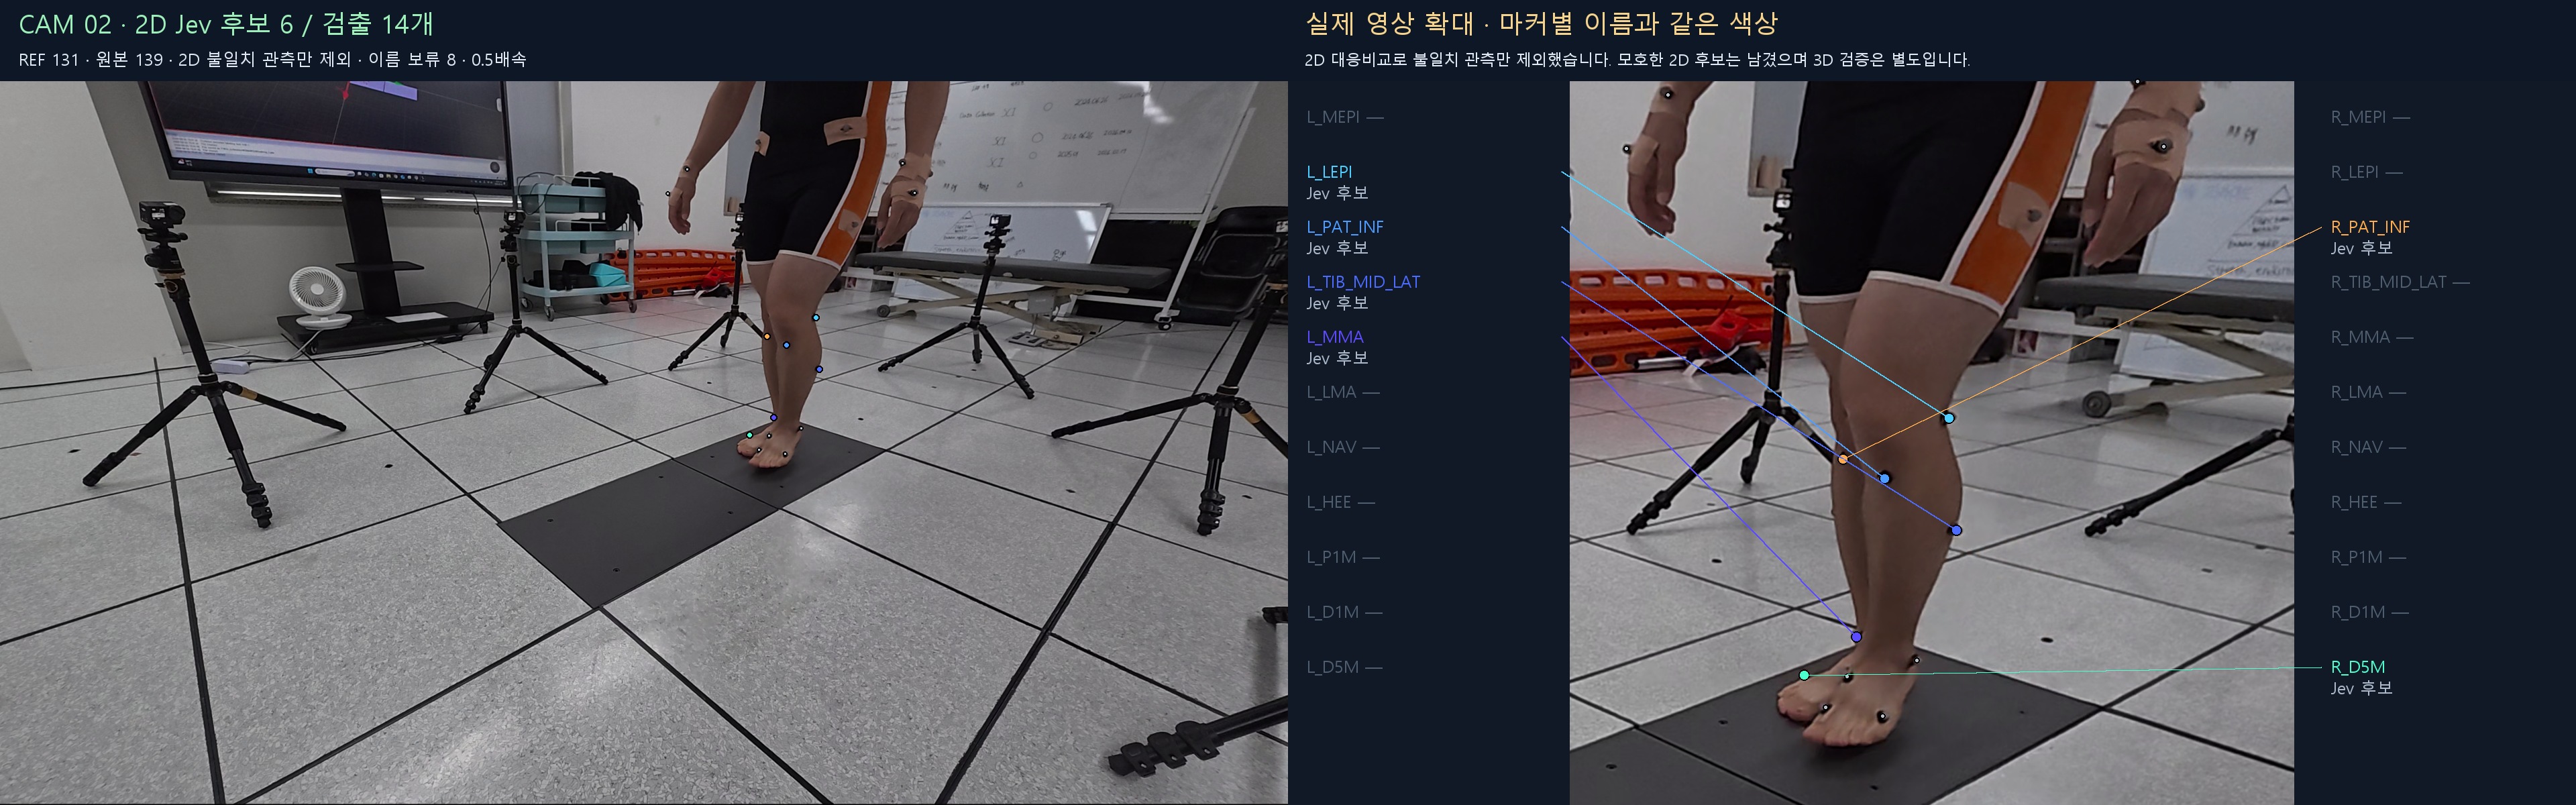 CAM 02 · 2D Jev 후보 6 / 검출 14개
REF 131 · 원본 139 · 2D 불일치 관측만 제외 · 이름 보류 8 · 0.5배속
실제 영상 확대 · 마커별 이름과 같은 색상
2D 대응비교로 불일치 관측만 제외했습니다. 모호한 2D 후보는 남겼으며 3D 검증은 별도입니다.
L_MEPI —
L_LEPI
Jev 후보
L_PAT_INF
Jev 후보
L_TIB_MID_LAT
Jev 후보
L_MMA
Jev 후보
L_LMA —
L_NAV —
L_HEE —
L_P1M —
L_D1M —
L_D5M —
R_MEPI —
R_LEPI —
R_PAT_INF
Jev 후보
R_TIB_MID_LAT —
R_MMA —
R_LMA —
R_NAV —
R_HEE —
R_P1M —
R_D1M —
R_D5M
Jev 후보